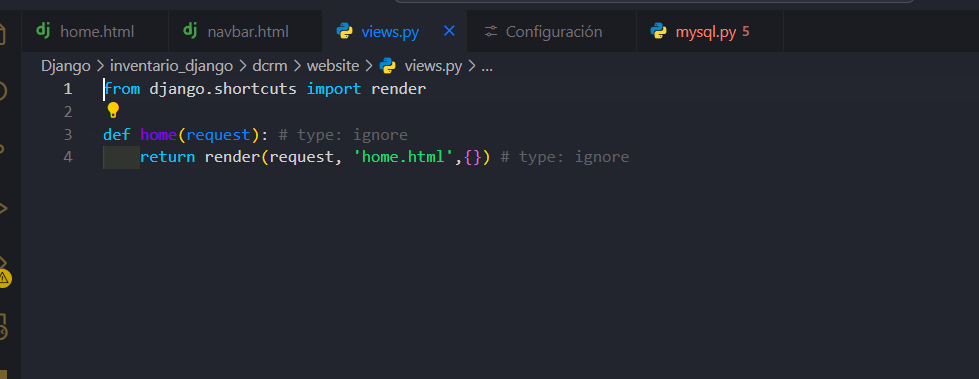 home.html navbar.html views.py Configuración mysql.py 5
Django > inventario_django > dcrm > website > views.py > ...
1 from django.shortcuts import render
2
3 def home(request): # type: ignore
4 return render(request, 'home.html',{}) # type: ignore